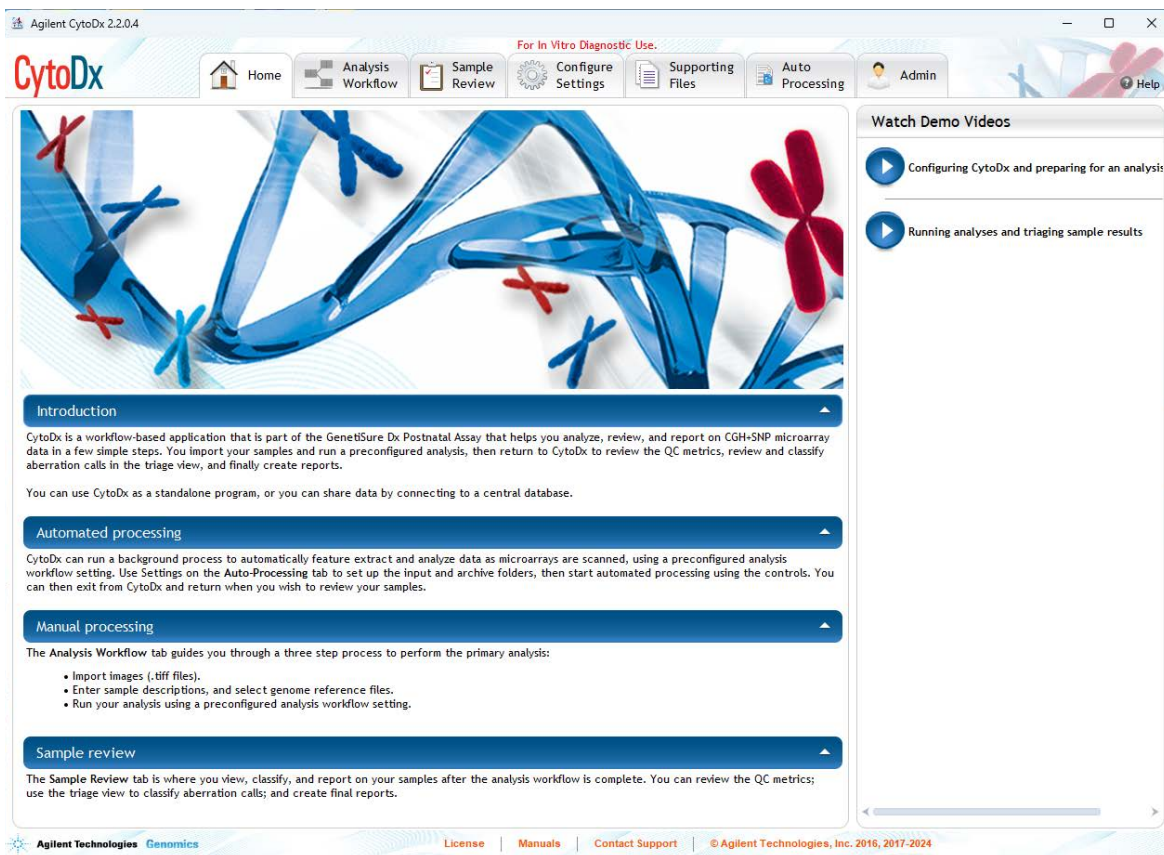 Agilent CytoDx 2.2.0.4
For In Vitro Diagnostic Use.
CytoDx
Home
Analysis
Workflow
Sample
Review
Configure
Settings
Supporting
Files
Auto
Processing
Admin
Help
Watch Demo Videos
Configuring CytoDx and preparing for an analysis
Running analyses and triaging sample results
Introduction
CytoDx is a workflow-based application that is part of the GenetiSure Dx Postnatal Assay that helps you analyze, review, and report on CGH+SNP microarray
data in a few simple steps. You import your samples and run a preconfigured analysis, then return to CytoDx to review the QC metrics, review and classify
aberration calls in the triage view, and finally create reports.
You can use CytoDx as a standalone program, or you can share data by connecting to a central database.
Automated processing
CytoDx can run a background process to automatically feature extract and analyze data as microarrays are scanned, using a preconfigured analysis
workflow setting. Use Settings on the Auto-Processing tab to set up the input and archive folders, then start automated processing using the controls. You
can then exit from CytoDx and return when you wish to review your samples.
Manual processing
The Analysis Workflow tab guides you through a three step process to perform the primary analysis:
• Import images (.tiff files).
• Enter sample descriptions, and select genome reference files.
• Run your analysis using a preconfigured analysis workflow setting.
Sample review
The Sample Review tab is where you view, classify, and report on your samples after the analysis workflow is complete. You can review the QC metrics;
use the triage view to classify aberration calls; and create final reports.
Agilent Technologies Genomics
License | Manuals | Contact Support | © Agilent Technologies, Inc. 2016, 2017-2024